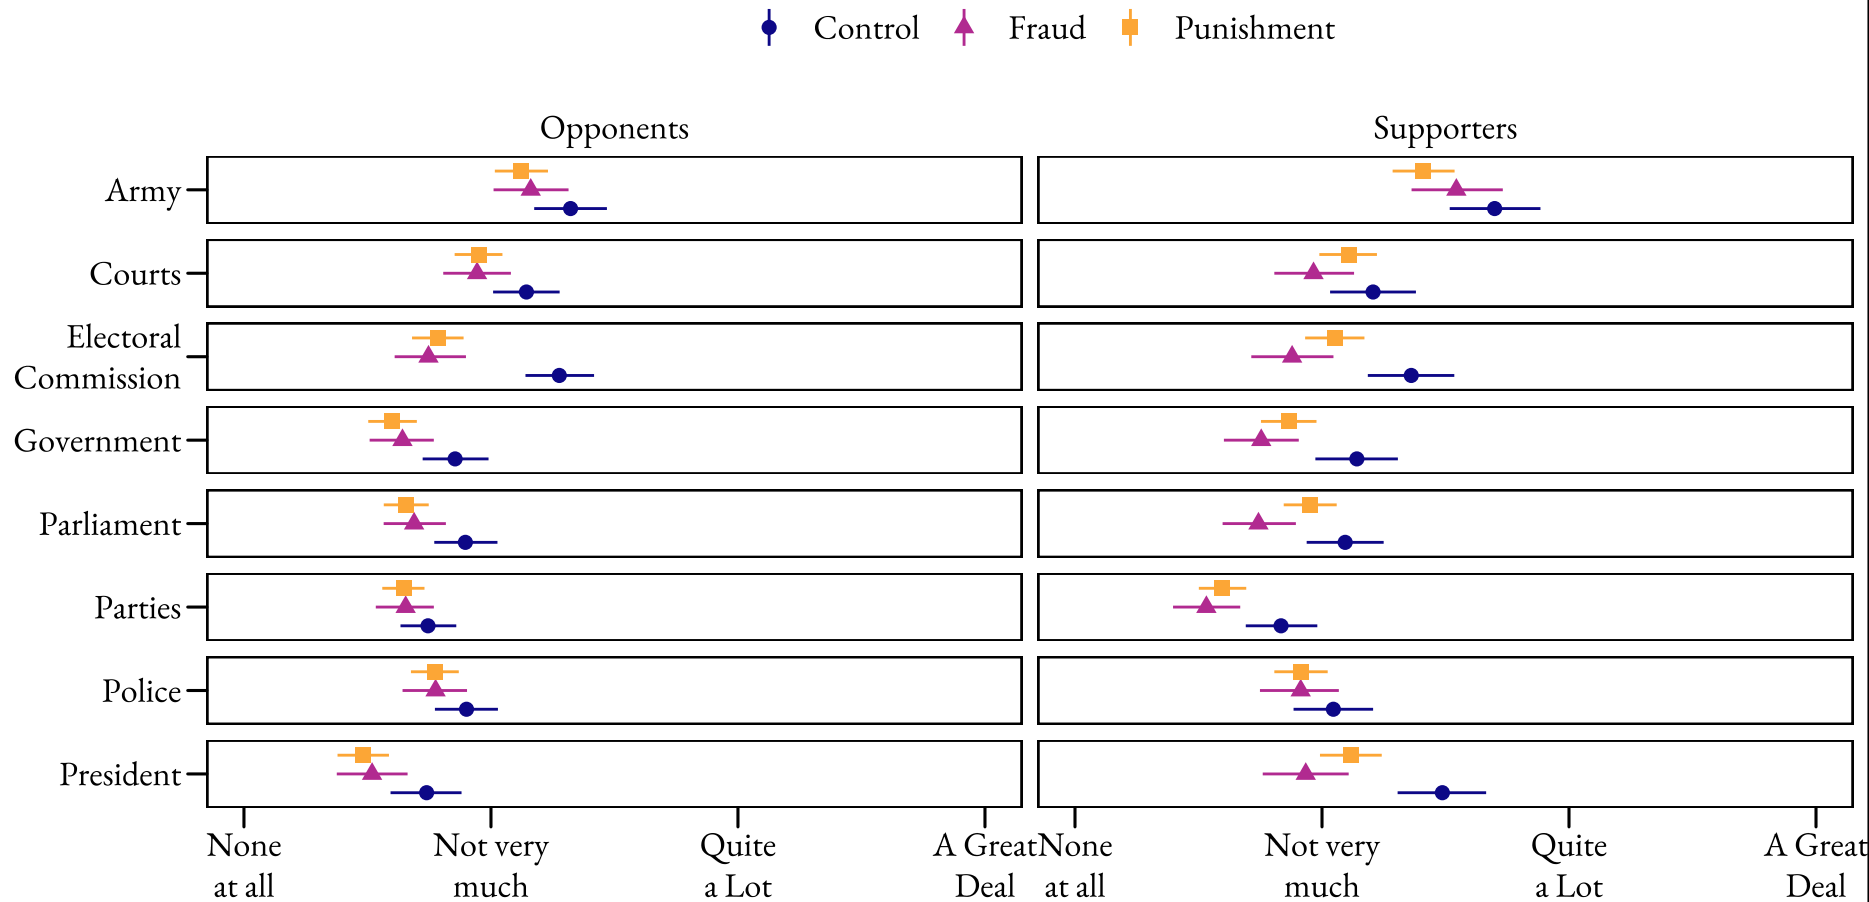 Control Fraud Punishment
Opponents Supporters
Army
Courts
Electoral
Commission
Government
Parliament
Parties
Police
President
None Not very Quite A Great None Not very Quite A Great
at all much a Lot Deal at all much a Lot Deal